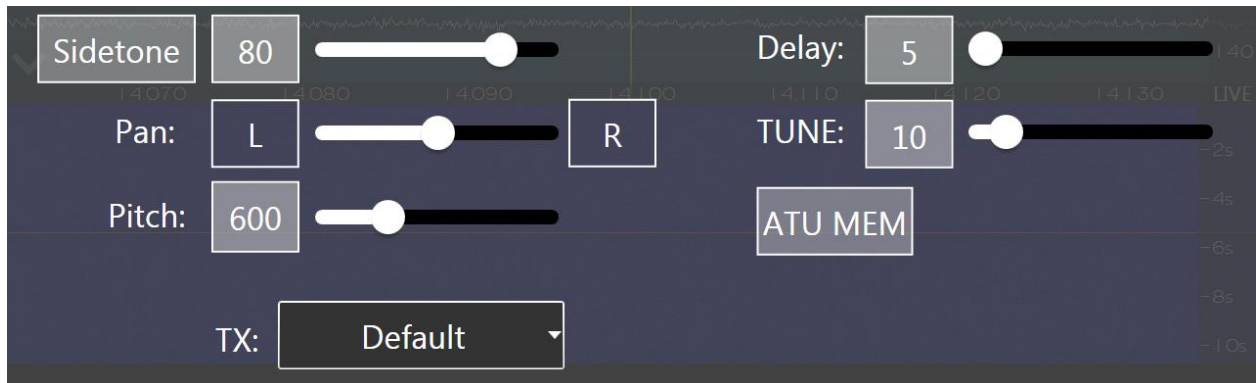 Sidetone 80 Delay: 5
-140
14.070 14.080 14.090 14.100 14.110 14.120 14.130 LIVE
Pan: L R TUNE: 10
-2s
Pitch: 600 ATU MEM
-4s
-6s
-8s
TX: Default
-10s